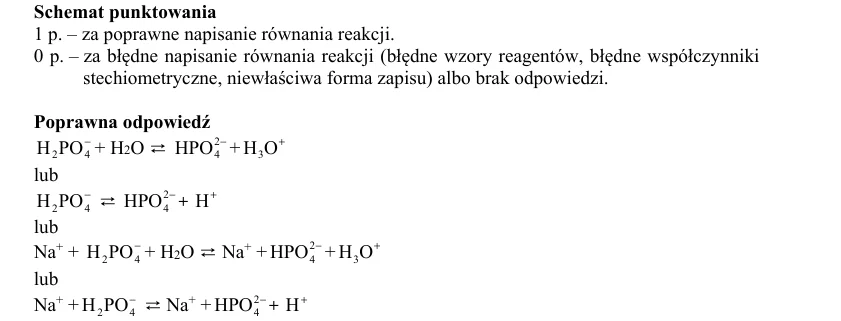 Schemat punktowania
1 p. – za poprawne napisanie równania reakcji.
0 p. – za błędne napisanie równania reakcji (błędne wzory reagentów, błędne współczynniki
stechiometryczne, niewłaściwa forma zapisu) albo brak odpowiedzi.
Poprawna odpowiedź
H₂PO₄⁻ + H2O ⇄ HPO₄²⁻ + H₃O⁺
lub
H₂PO₄⁻ ⇄ HPO₄²⁻ + H⁺
lub
Na⁺ + H₂PO₄⁻ + H2O ⇄ Na⁺ + HPO₄²⁻ + H₃O⁺
lub
Na⁺ + H₂PO₄⁻ ⇄ Na⁺ + HPO₄²⁻ + H⁺